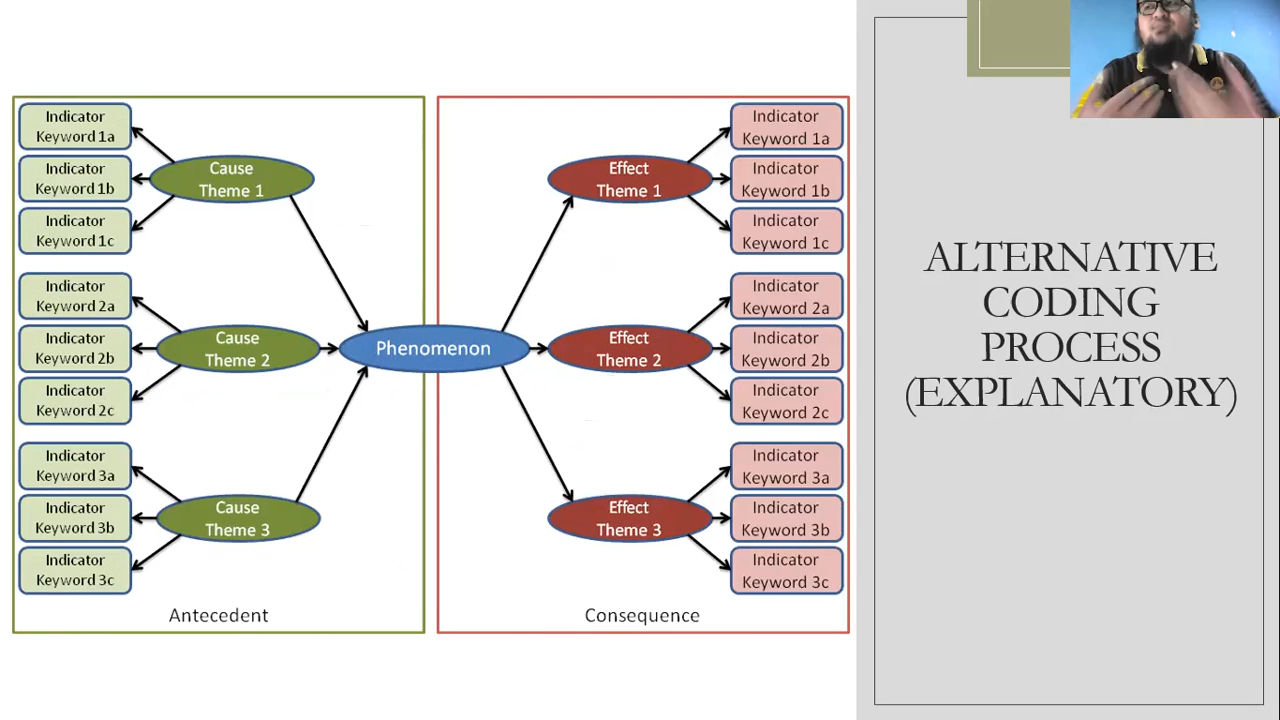 Indicator
Keyword 1a
Indicator
Keyword 1b
Indicator
Keyword 1c
Cause
Theme 1
Indicator
Keyword 2a
Indicator
Keyword 2b
Indicator
Keyword 2c
Cause
Theme 2
Indicator
Keyword 3a
Indicator
Keyword 3b
Indicator
Keyword 3c
Cause
Theme 3
Antecedent
Phenomenon
Effect
Theme 1
Indicator
Keyword 1a
Indicator
Keyword 1b
Indicator
Keyword 1c
Effect
Theme 2
Indicator
Keyword 2a
Indicator
Keyword 2b
Indicator
Keyword 2c
Effect
Theme 3
Indicator
Keyword 3a
Indicator
Keyword 3b
Indicator
Keyword 3c
Consequence
ALTERNATIVE
CODING
PROCESS
(EXPLANATORY)